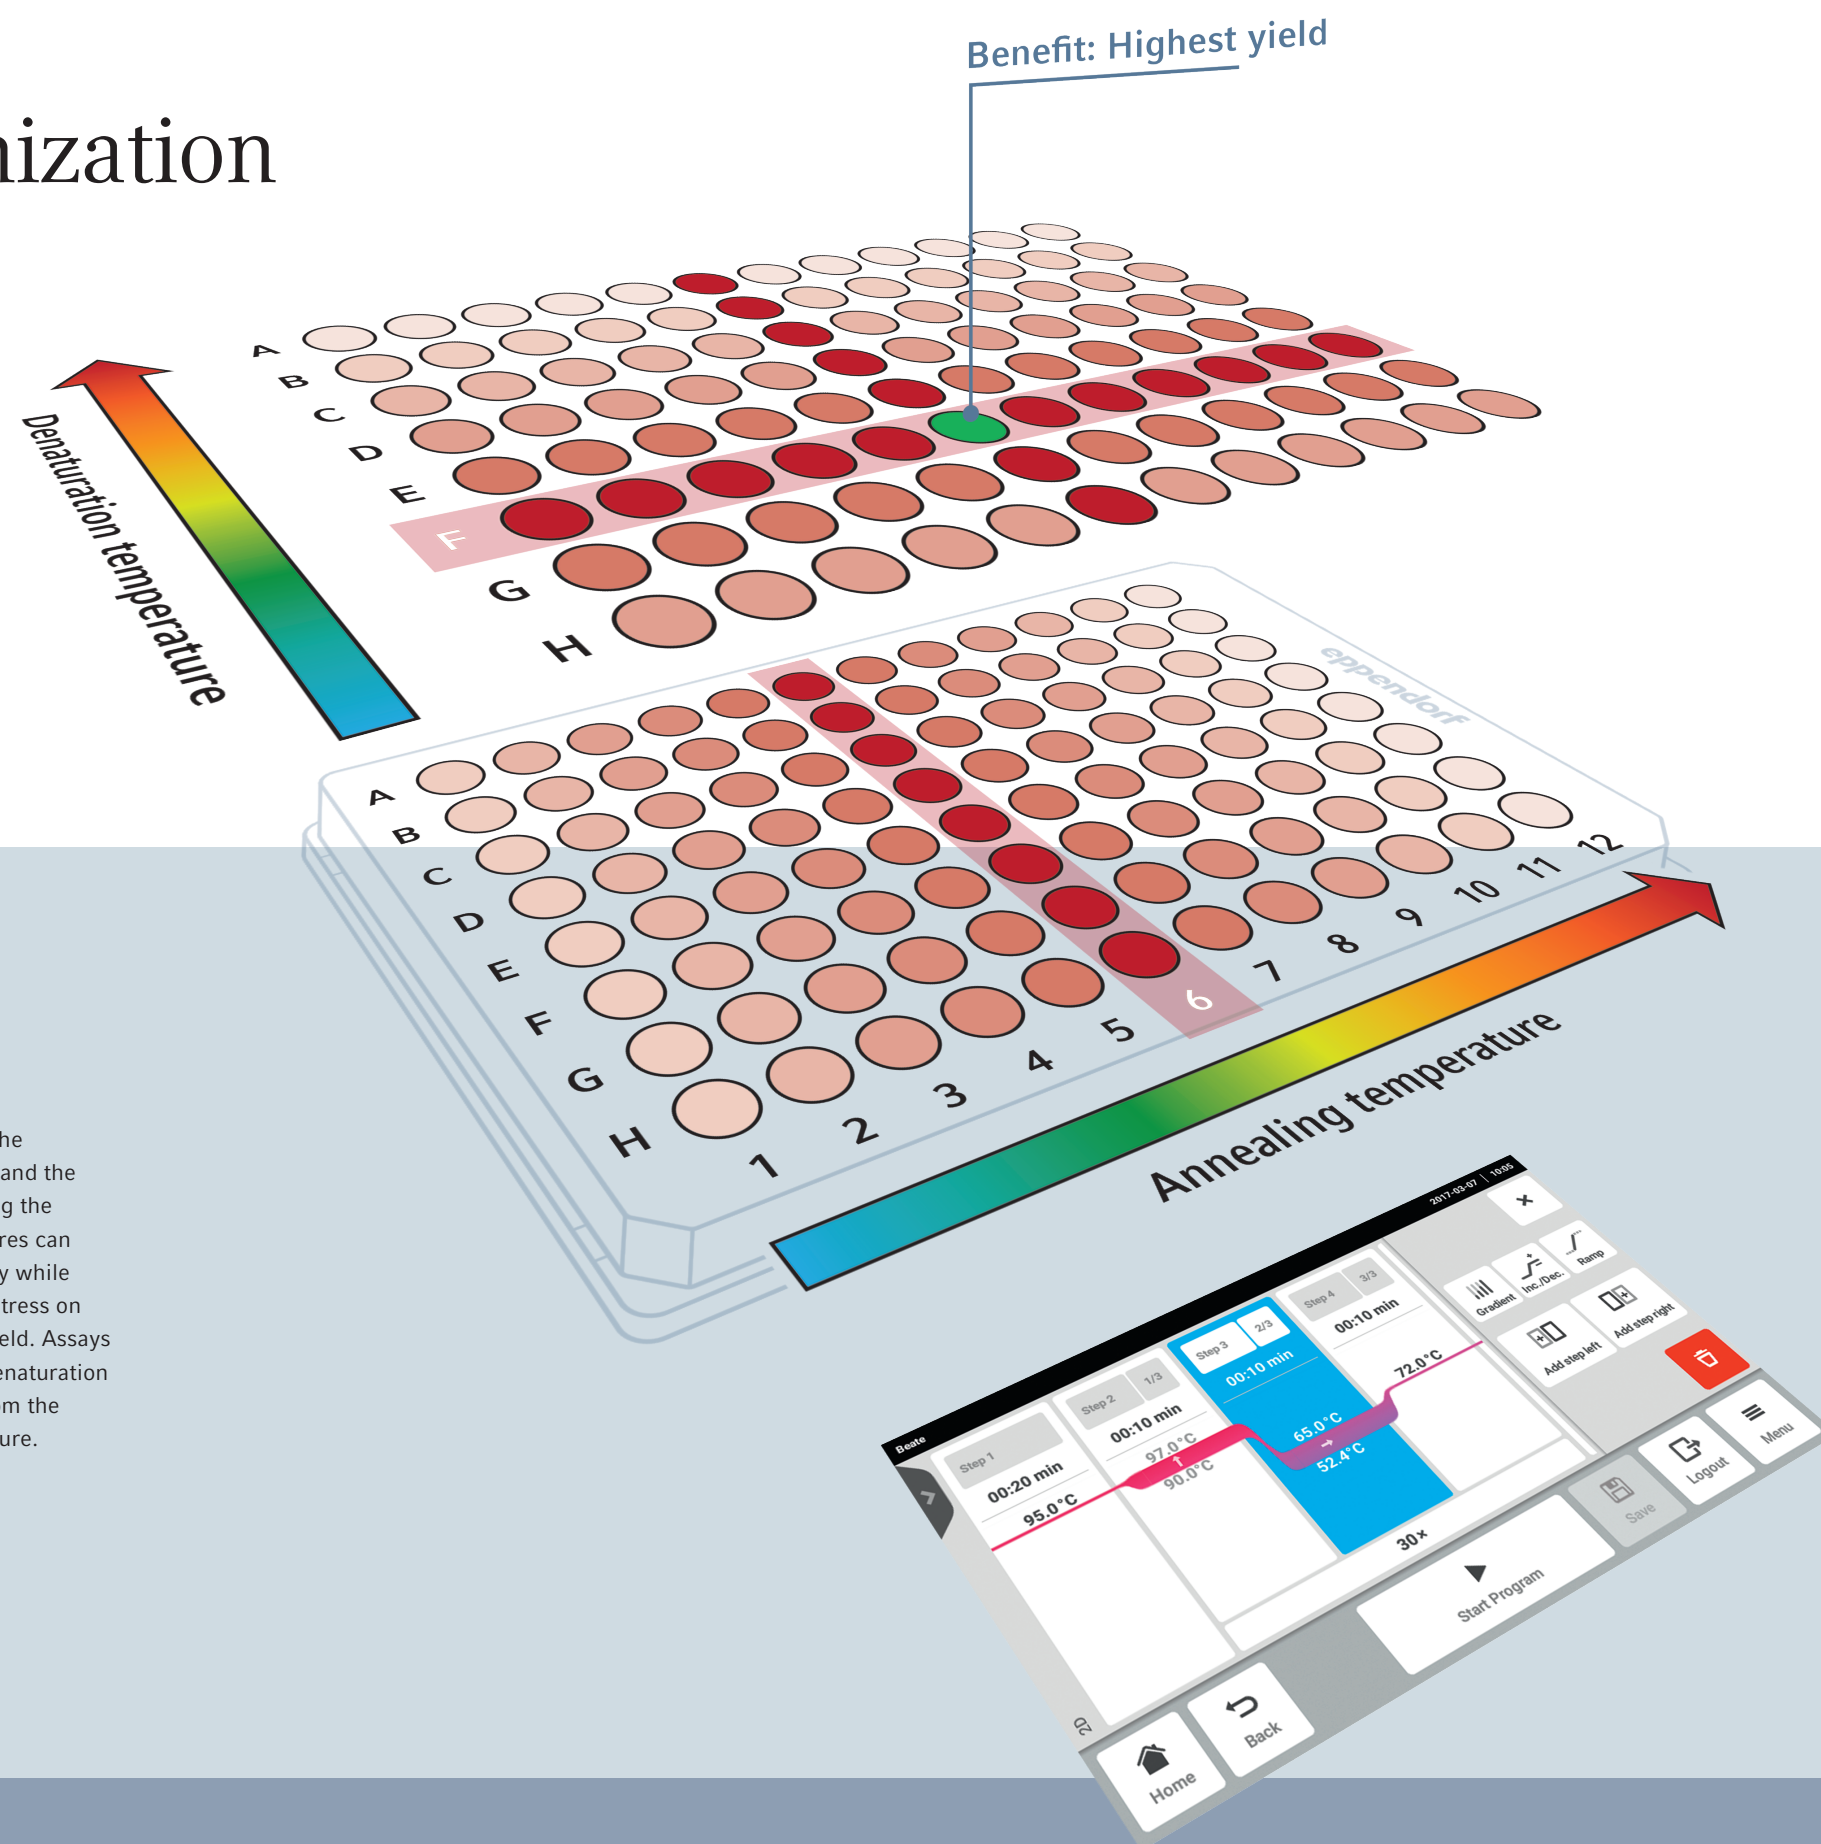 Benefit: Highest yield
nization
A
B
C
D
E
F
G
H
Denaturation temperature
eppendorf
A
B
C
D
E
F
G
H
1
2
3
4
5
6
7
8
9
10
11
12
Annealing temperature
he
and the
g the
res can
y while
tress on
eld. Assays
enaturation
om the
ure.
Beate
2017-03-07 | 10:05
Step 1
00:20 min
95.0°C
Step 2
1/3
00:10 min
97.0°C
90.0°C
Step 3
2/3
00:10 min
65.0°C
52.4°C
Step 4
3/3
00:10 min
72.0°C
30×
Gradient
Inc./Dec.
Ramp
Add step left
Add step right
2D
Home
Back
Start Program
Save
Logout
Menu